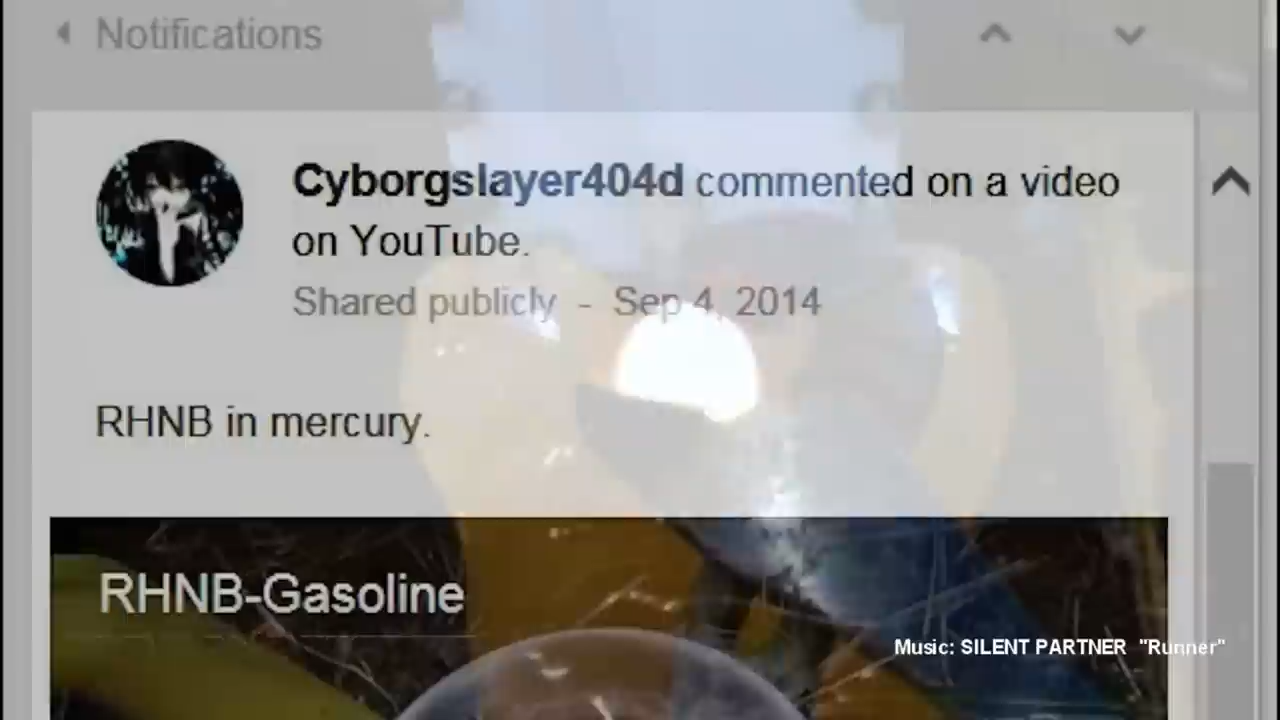 Notifications
Cyborgslayer404d commented on a video
on YouTube.
Shared publicly - Sep 4, 2014
RHNB in mercury.
RHNB-Gasoline
Music: SILENT PARTNER "Runner"